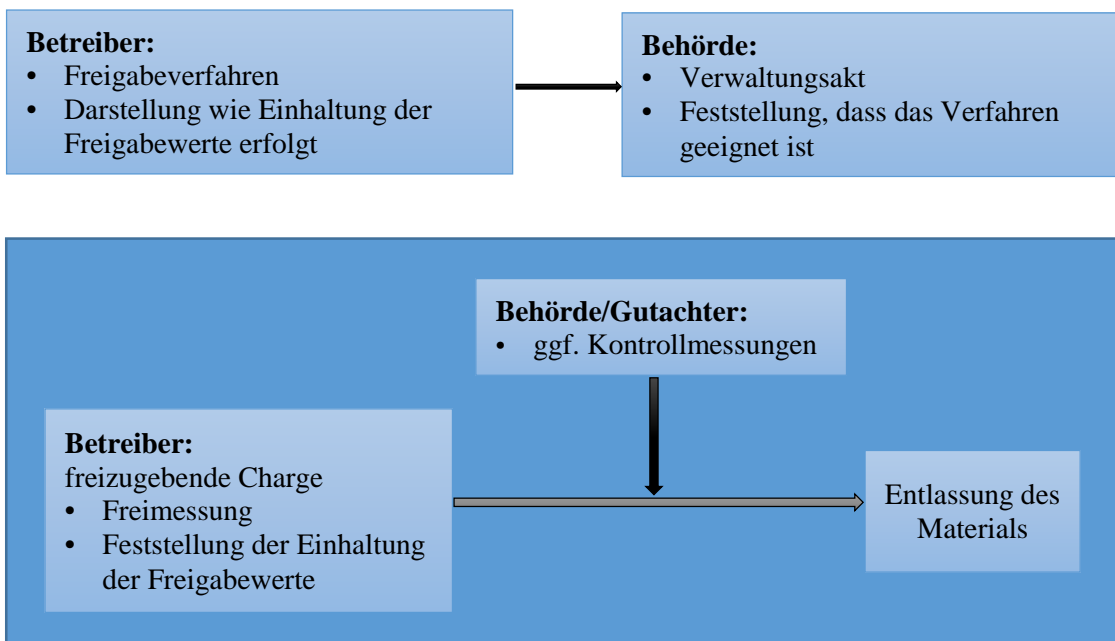 Betreiber:
• Freigabeverfahren
• Darstellung wie Einhaltung der
Freigabewerte erfolgt
Behörde:
• Verwaltungsakt
• Feststellung, dass das Verfahren
geeignet ist
Behörde/Gutachter:
• ggf. Kontrollmessungen
Betreiber:
freizugebende Charge
• Freimessung
• Feststellung der Einhaltung
der Freigabewerte
Entlassung des
Materials